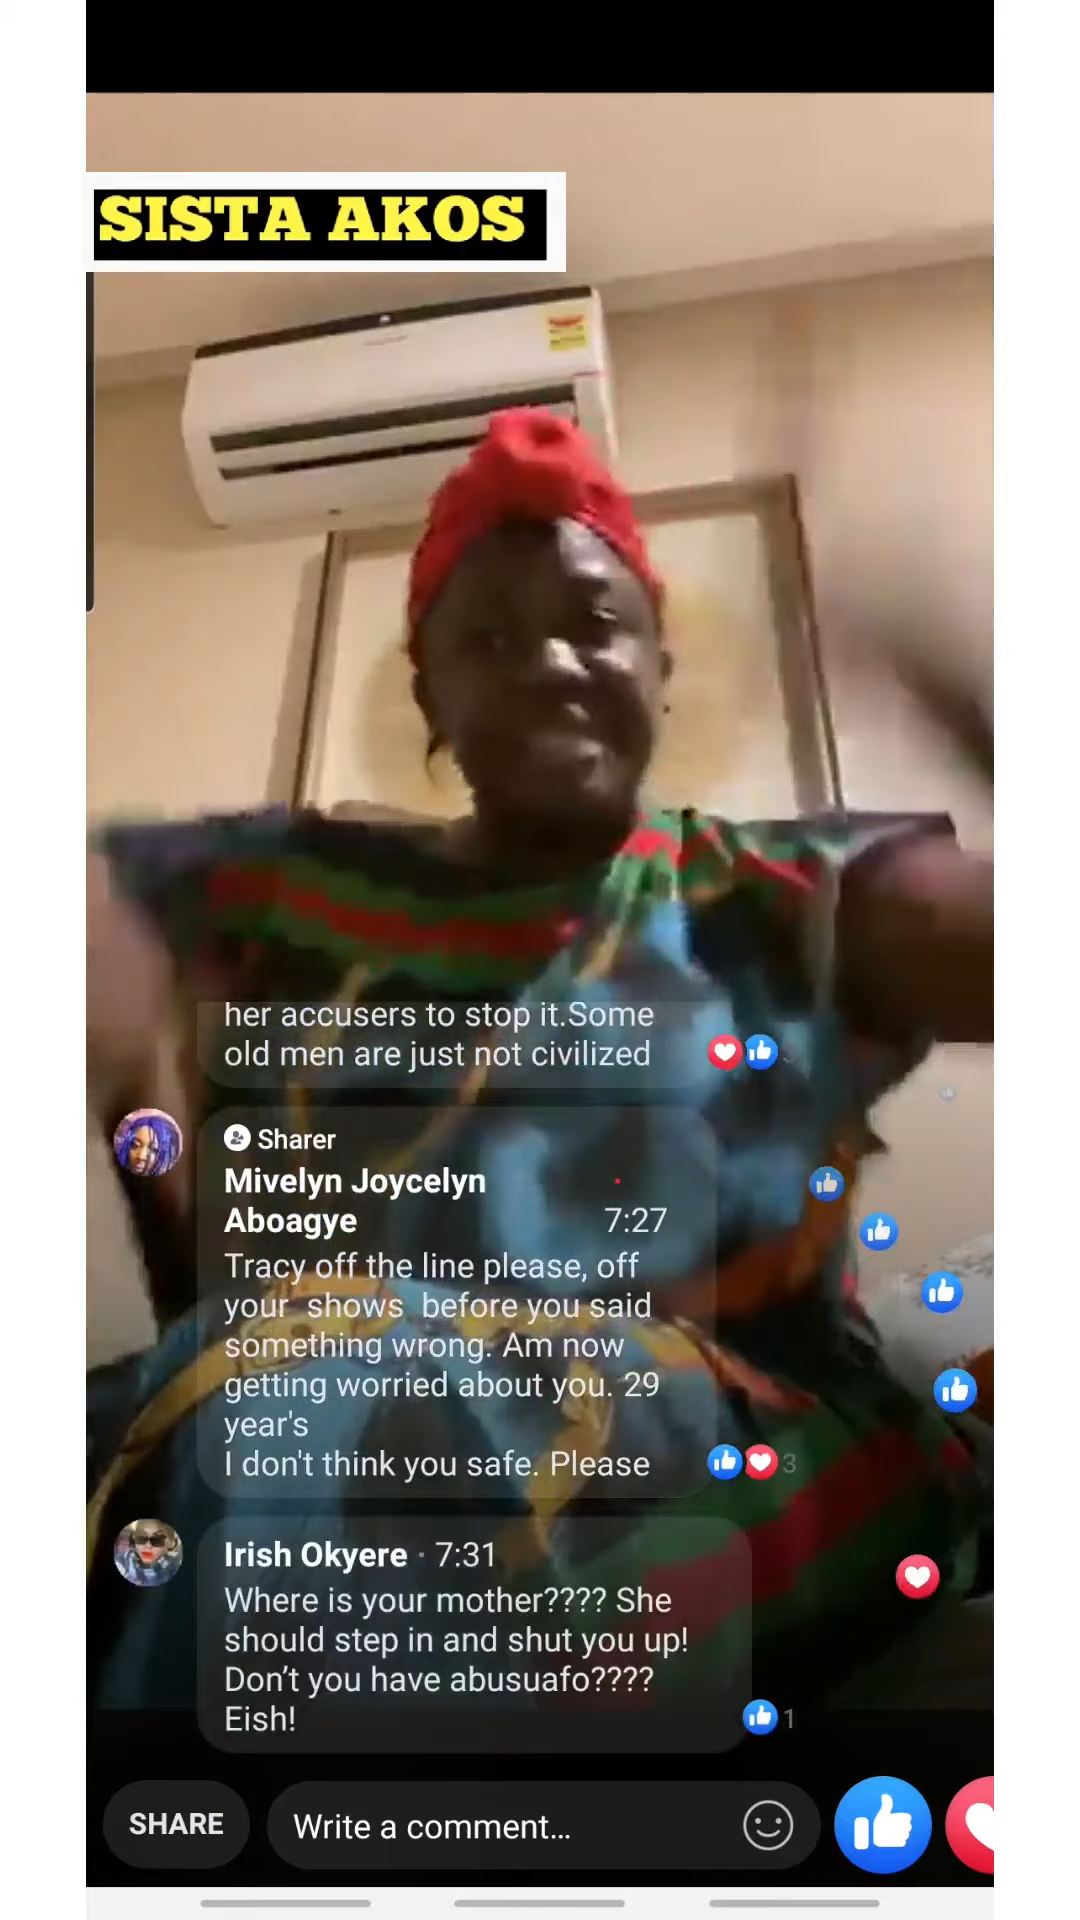 SISTA AKOS
her accusers to stop it.Some
old men are just not civilized
Sharer
Mivelyn Joycelyn
Aboagye 7:27
Tracy off the line please, off
your shows before you said
something wrong. Am now
getting worried about you. 29
year's
I don't think you safe. Please
3
Irish Okyere · 7:31
Where is your mother???? She
should step in and shut you up!
Don’t you have abusuafo????
Eish!
1
SHARE
Write a comment...